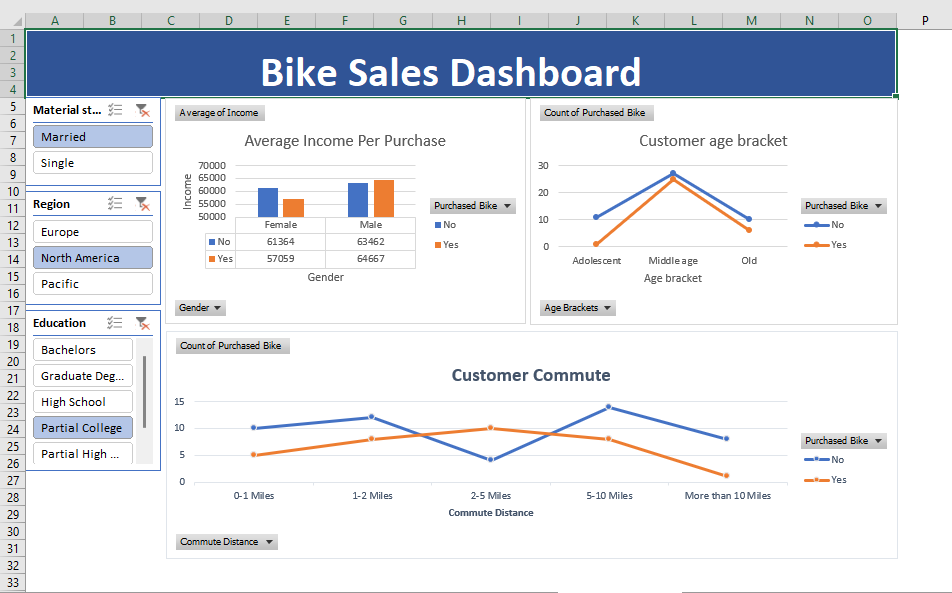 A B C D E F G H I J K L M N O P
1
2
3
4
5
6
7
8
9
10
11
12
13
14
15
16
17
18
19
20
21
22
23
24
25
26
27
28
29
30
31
32
33
Bike Sales Dashboard
Material st...
Married
Single
Region
Europe
North America
Pacific
Education
Bachelors
Graduate Deg...
High School
Partial College
Partial High ...
Average of Income
Average Income Per Purchase
Income
70000
65000
60000
55000
50000
Female Male
No 61364 63462
Yes 57059 64667
Gender
Purchased Bike
No
Yes
Gender
Count of Purchased Bike
Customer age bracket
30
20
10
0
Adolescent Middle age Old
Age bracket
Purchased Bike
No
Yes
Age Brackets
Count of Purchased Bike
Customer Commute
15
10
5
0
0-1 Miles 1-2 Miles 2-5 Miles 5-10 Miles More than 10 Miles
Commute Distance
Purchased Bike
No
Yes
Commute Distance